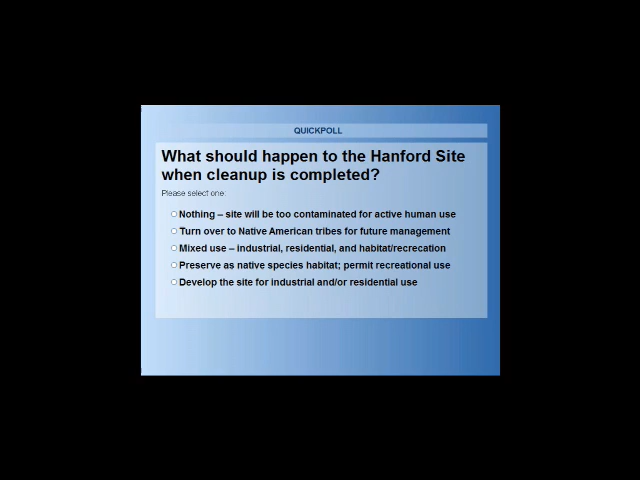 QUICKPOLL
What should happen to the Hanford Site
when cleanup is completed?
Please select one:
Nothing – site will be too contaminated for active human use
Turn over to Native American tribes for future management
Mixed use – industrial, residential, and habitat/recrecation
Preserve as native species habitat; permit recreational use
Develop the site for industrial and/or residential use